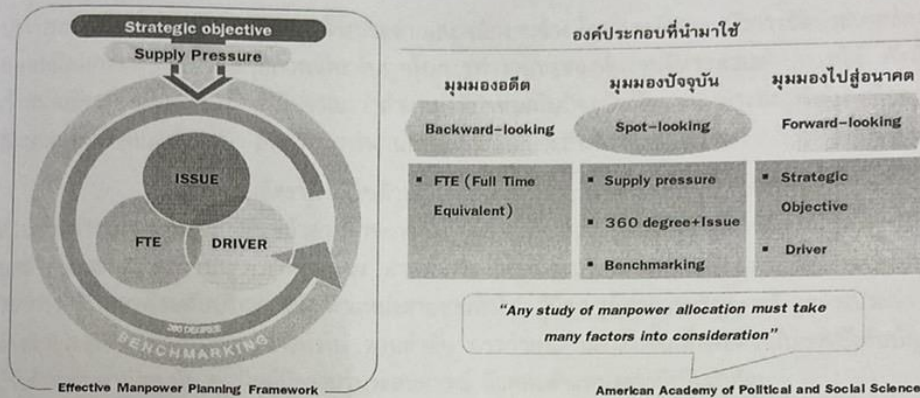 Strategic objective
Supply Pressure
ISSUE
FTE
DRIVER
360 DEGREE
BENCHMARKING
Effective Manpower Planning Framework
องค์ประกอบที่นำมาใช้
มุมมองอดีต
มุมมองปัจจุบัน
มุมมองไปสู่อนาคต
Backward-looking
Spot-looking
Forward-looking
▪ FTE (Full Time
Equivalent)
▪ Supply pressure
▪ 360 degree+Issue
▪ Benchmarking
▪ Strategic
Objective
▪ Driver
"Any study of manpower allocation must take
many factors into consideration"
American Academy of Political and Social Science